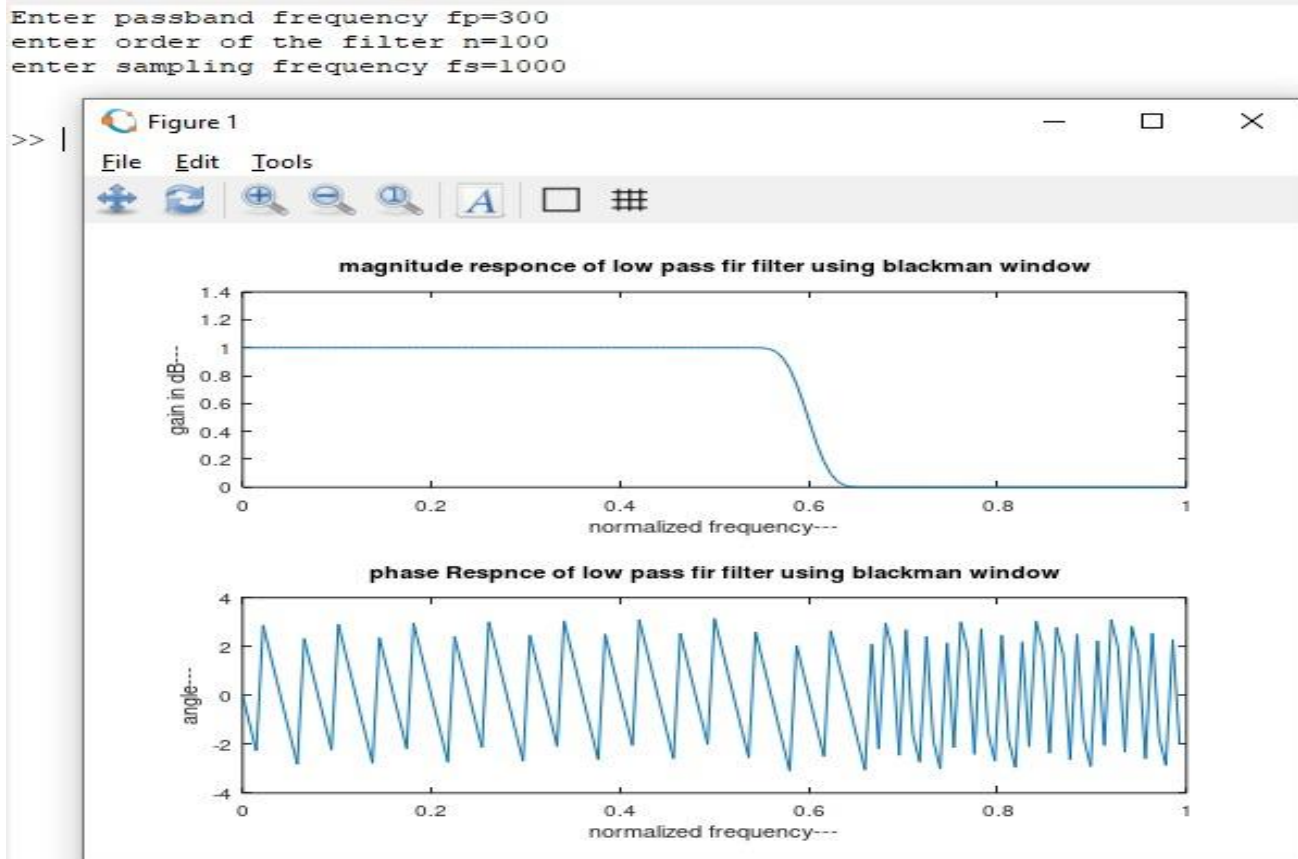 Enter passband frequency fp=300
enter order of the filter n=100
enter sampling frequency fs=1000
>>
Figure 1
File Edit Tools
A
magnitude responce of low pass fir filter using blackman window
1.4
1.2
1
0.8
0.6
0.4
0.2
0
gain in dB---
0 0.2 0.4 0.6 0.8 1
normalized frequency---
phase Respnce of low pass fir filter using blackman window
4
2
0
-2
-4
angle---
0 0.2 0.4 0.6 0.8 1
normalized frequency---